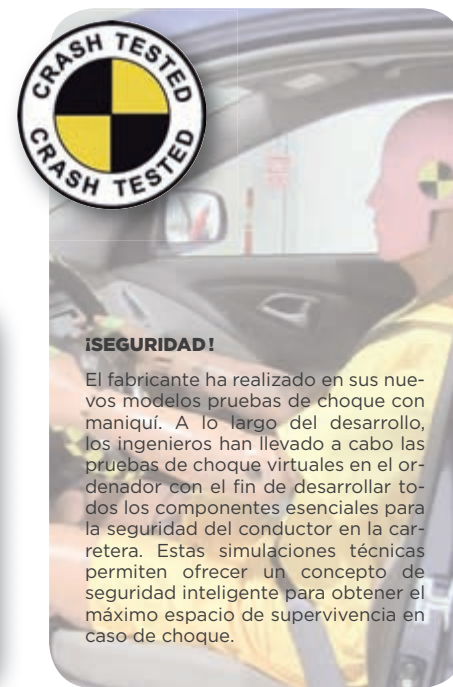 CRASH TESTED
CRASH TESTED
¡SEGURIDAD!
El fabricante ha realizado en sus nue-
vos modelos pruebas de choque con
maniquí. A lo largo del desarrollo,
los ingenieros han llevado a cabo las
pruebas de choque virtuales en el or-
denador con el fin de desarrollar to-
dos los componentes esenciales para
la seguridad del conductor en la car-
retera. Estas simulaciones técnicas
permiten ofrecer un concepto de
seguridad inteligente para obtener el
máximo espacio de supervivencia en
caso de choque.